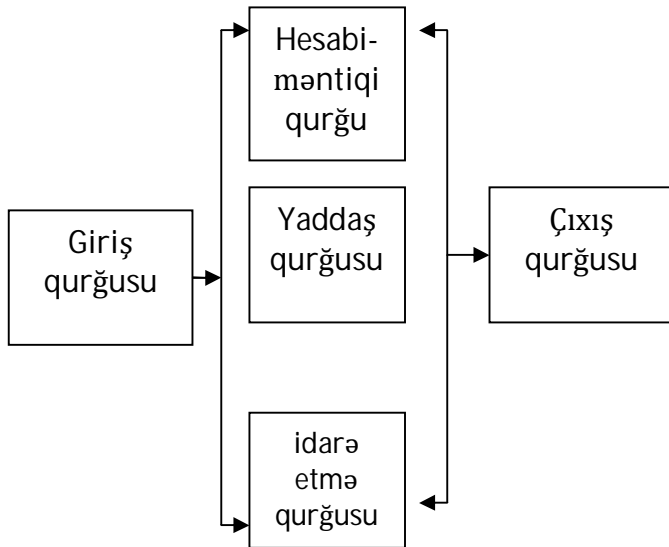 Hesabi-
məntiqi
qurğu
Giriş
qurğusu
Yaddaş
qurğusu
Çıxış
qurğusu
idarə
etmə
qurğusu